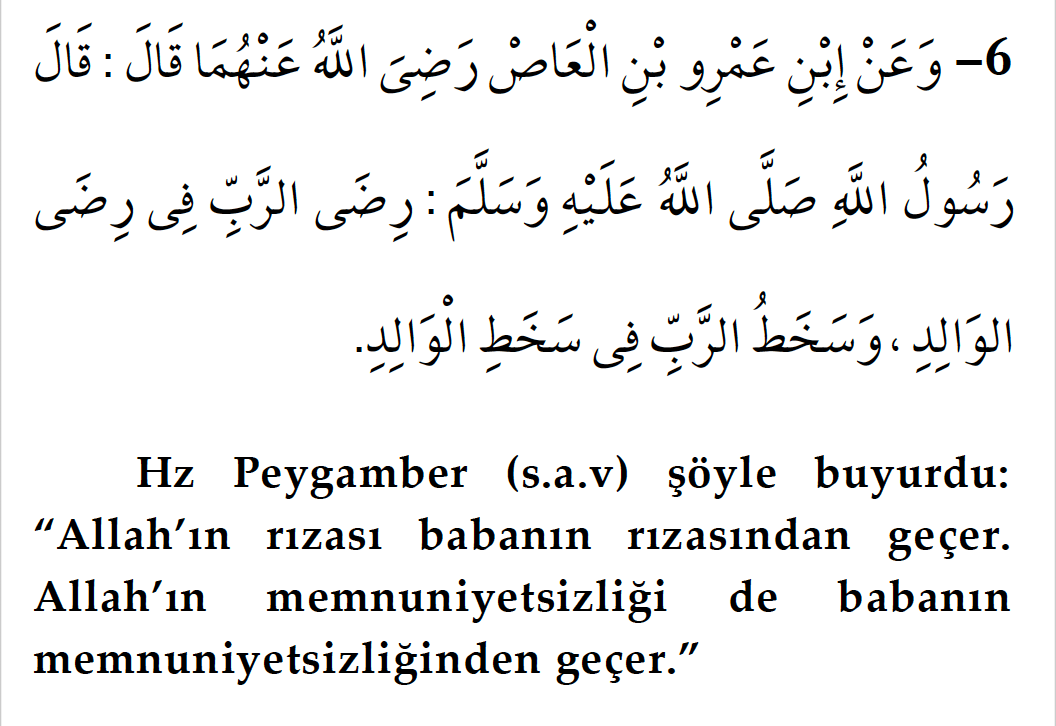 6– وَعَنْ إِبْنِ عَمْرِو بْنِ الْعَاصْ رَضِىَ اللَّهُ عَنْهُمَا قَالَ : قَالَ
رَسُولُ اللَّهِ صَلَّى اللَّهُ عَلَيْهِ وَسَلَّمَ : رِضَى الرَّبِّ فِى رِضَى
الوَالِدِ ، وَسَخَطُ الرَّبِّ فِى سَخَطِ الْوَالِدِ.
Hz Peygamber (s.a.v) şöyle buyurdu:
“Allah’ın rızası babanın rızasından geçer.
Allah’ın memnuniyetsizliği de babanın
memnuniyetsizliğinden geçer.”